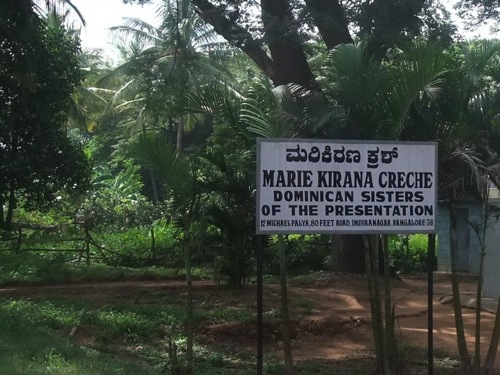 ಮರಿಕಿರಣ ಕ್ರಶ್
MARIE KIRANA CRECHE
DOMINICAN SISTERS
OF THE PRESENTATION
12 MICHAEL PALYA, 80 FEET ROAD, INDIRANAGAR, BANGALORE-38